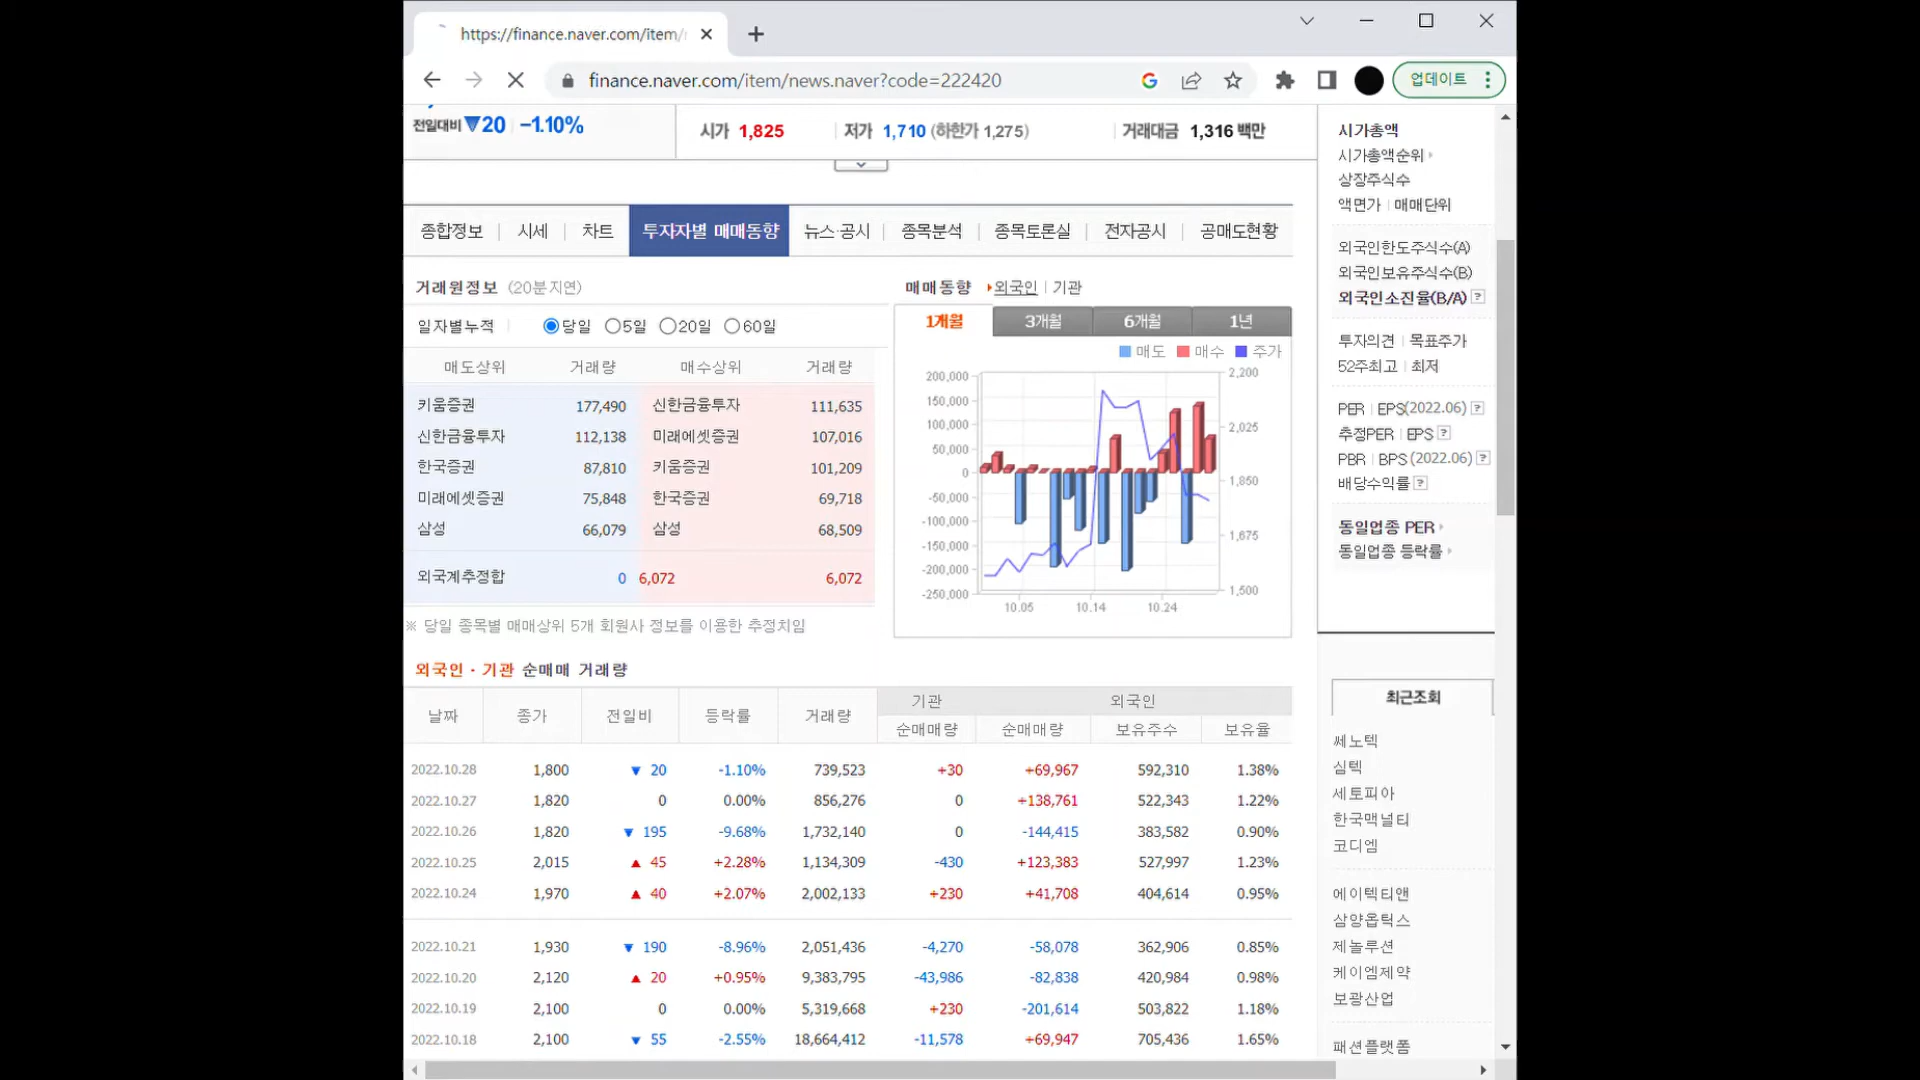 https://finance.naver.com/item/
finance.naver.com/item/news.naver?code=222420
업데이트
전일대비 ▼20 −1.10%
시가 1,825
저가 1,710 (하한가 1,275)
거래대금 1,316 백만
종합정보 시세 차트 투자자별 매매동향 뉴스·공시 종목분석 종목토론실 전자공시 공매도현황
거래원정보 (20분지연)
일자별누적 당일 5일 20일 60일
매도상위 거래량 매수상위 거래량
키움증권 177,490 신한금융투자 111,635
신한금융투자 112,138 미래에셋증권 107,016
한국증권 87,810 키움증권 101,209
미래에셋증권 75,848 한국증권 69,718
삼성 66,079 삼성 68,509
외국계추정합 0 6,072 6,072
※ 당일 종목별 매매상위 5개 회원사 정보를 이용한 추정치임
매매동향 외국인 기관
1개월 3개월 6개월 1년
매도 매수 주가
200,000
150,000
100,000
50,000
0
-50,000
-100,000
-150,000
-200,000
-250,000
2,200
2,025
1,850
1,675
1,500
10.05 10.14 10.24
외국인·기관 순매매 거래량
날짜 종가 전일비 등락률 거래량 기관 외국인
순매매량 순매매량 보유주수 보유율
2022.10.28 1,800 ▼ 20 -1.10% 739,523 +30 +69,967 592,310 1.38%
2022.10.27 1,820 0 0.00% 856,276 0 +138,761 522,343 1.22%
2022.10.26 1,820 ▼ 195 -9.68% 1,732,140 0 -144,415 383,582 0.90%
2022.10.25 2,015 ▲ 45 +2.28% 1,134,309 -430 +123,383 527,997 1.23%
2022.10.24 1,970 ▲ 40 +2.07% 2,002,133 +230 +41,708 404,614 0.95%
2022.10.21 1,930 ▼ 190 -8.96% 2,051,436 -4,270 -58,078 362,906 0.85%
2022.10.20 2,120 ▲ 20 +0.95% 9,383,795 -43,986 -82,838 420,984 0.98%
2022.10.19 2,100 0 0.00% 5,319,668 +230 -201,614 503,822 1.18%
2022.10.18 2,100 ▼ 55 -2.55% 18,664,412 -11,578 +69,947 705,436 1.65%
시가총액
시가총액순위
상장주식수
액면가 매매단위
외국인한도주식수(A)
외국인보유주식수(B)
외국인소진율(B/A) ?
투자의견 목표주가
52주최고 최저
PER EPS(2022.06) ?
추정PER EPS ?
PBR BPS (2022.06) ?
배당수익률 ?
동일업종 PER
동일업종 등락률
최근조회
쎄노텍
심텍
세토피아
한국맥널티
코디엠
에이텍티앤
삼양옵틱스
제놀루션
케이엠제약
보광산업
패션플랫폼